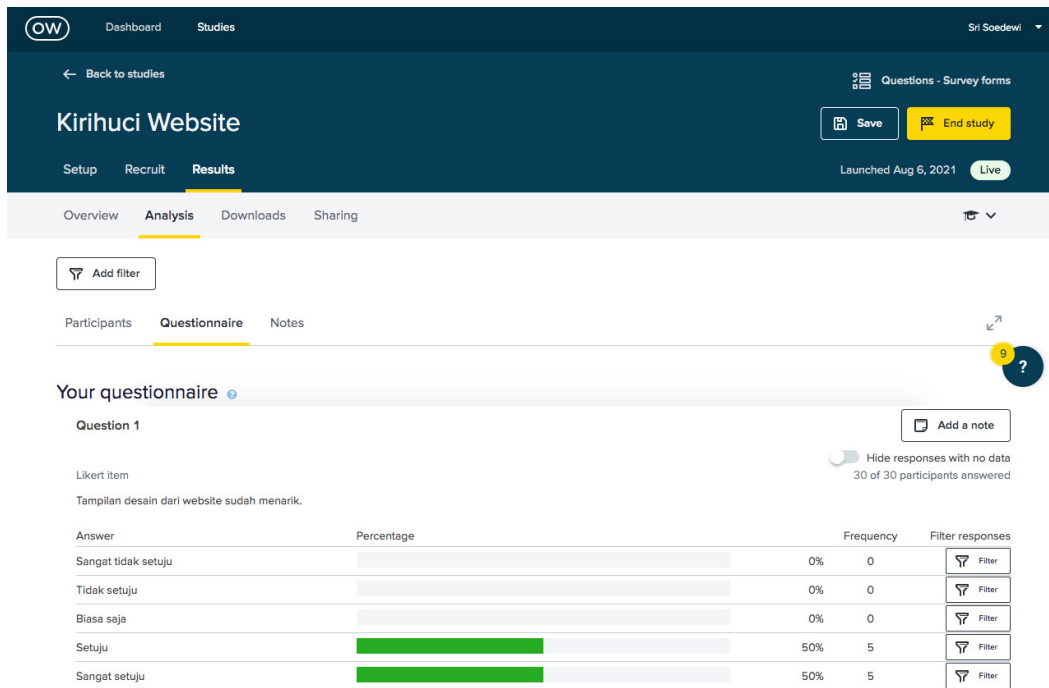 OW Dashboard Studies Sri Soedewi
Back to studies
Questions - Survey forms
Kirihuci Website
Save End study
Setup Recruit Results
Launched Aug 6, 2021 Live
Overview Analysis Downloads Sharing
Add filter
Participants Questionnaire Notes
9
?
Your questionnaire ?
Question 1
Add a note
Hide responses with no data
Likert item
30 of 30 participants answered
Tampilan desain dari website sudah menarik.
Answer Percentage Frequency Filter responses
Sangat tidak setuju 0% 0 Filter
Tidak setuju 0% 0 Filter
Biasa saja 0% 0 Filter
Setuju 50% 5 Filter
Sangat setuju 50% 5 Filter